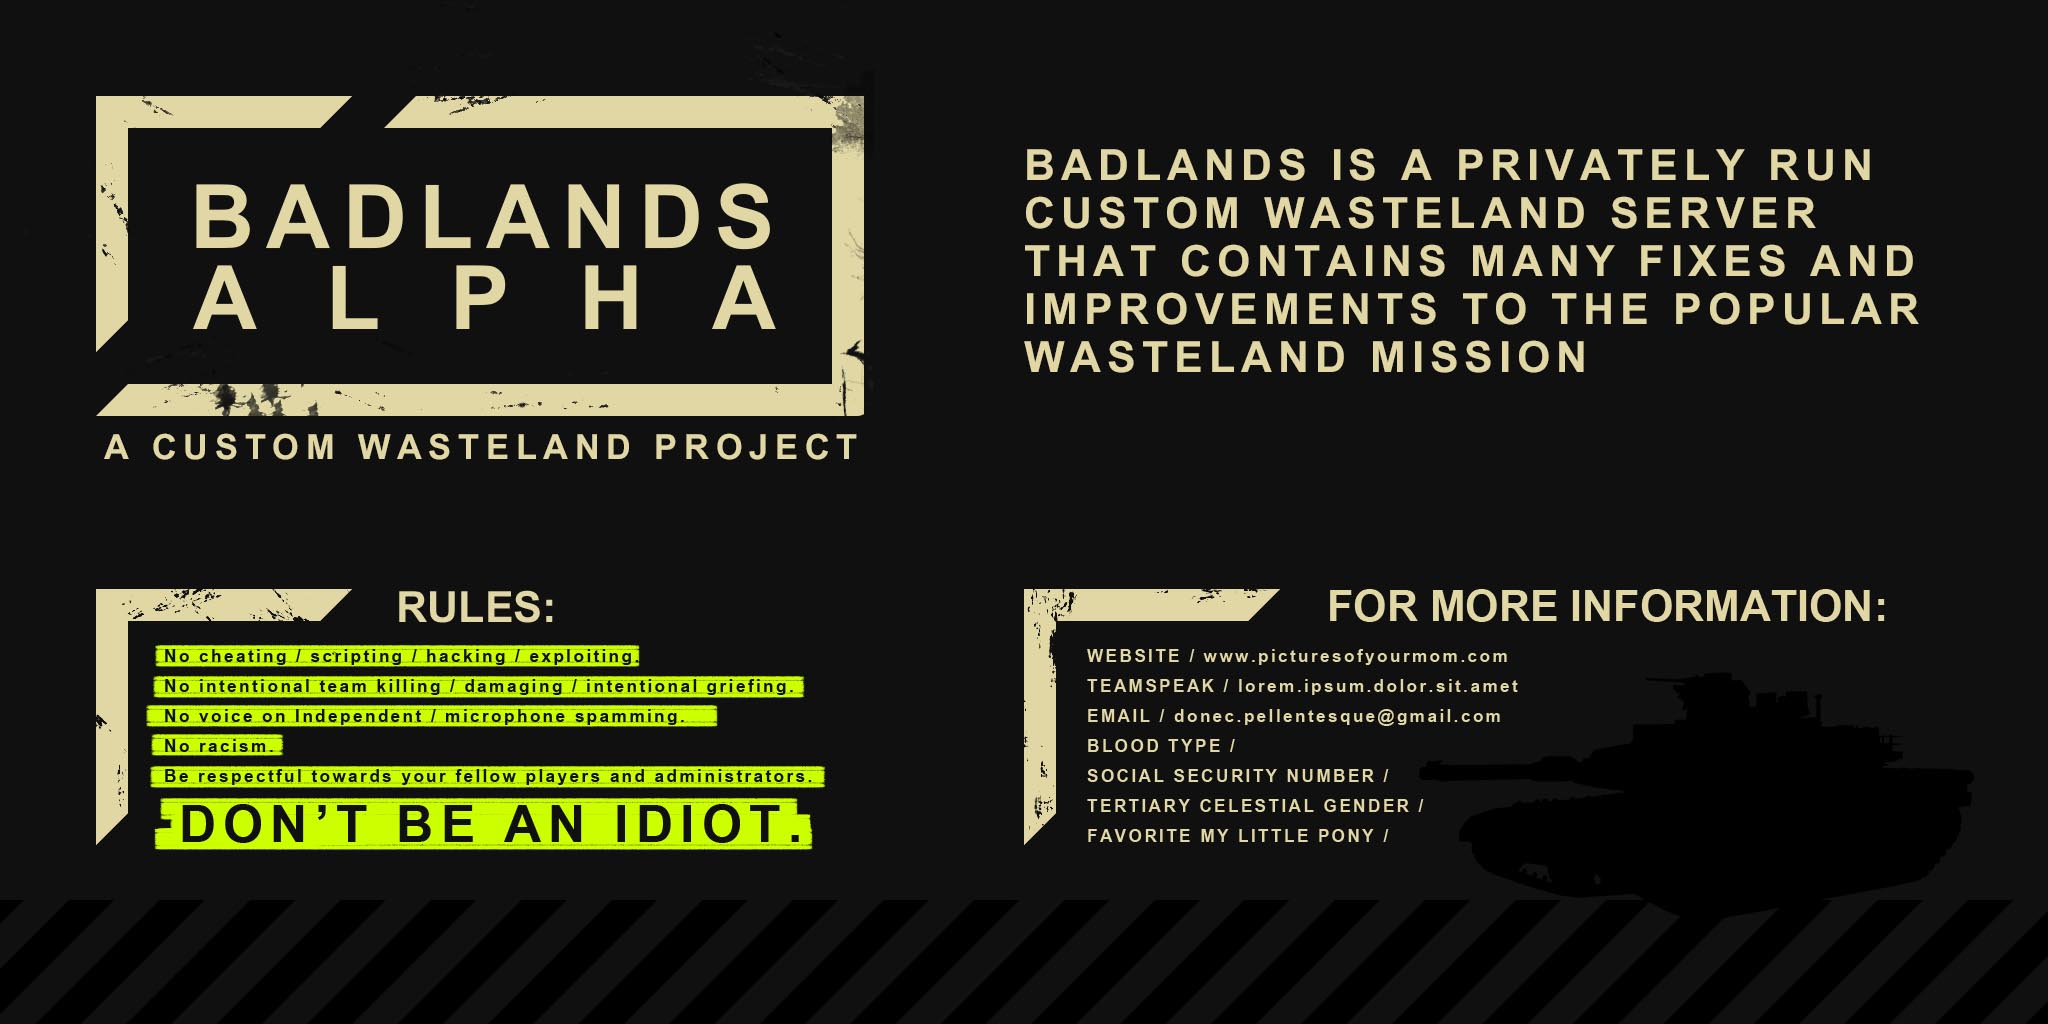 BADLANDS
ALPHA
A CUSTOM WASTELAND PROJECT
BADLANDS IS A PRIVATELY RUN
CUSTOM WASTELAND SERVER
THAT CONTAINS MANY FIXES AND
IMPROVEMENTS TO THE POPULAR
WASTELAND MISSION
RULES:
No cheating / scripting / hacking / exploiting.
No intentional team killing / damaging / intentional griefing.
No voice on Independent / microphone spamming.
No racism.
Be respectful towards your fellow players and administrators.
DON’T BE AN IDIOT.
FOR MORE INFORMATION:
WEBSITE / www.picturesofyourmom.com
TEAMSPEAK / lorem.ipsum.dolor.sit.amet
EMAIL / donec.pellentesque@gmail.com
BLOOD TYPE /
SOCIAL SECURITY NUMBER /
TERTIARY CELESTIAL GENDER /
FAVORITE MY LITTLE PONY /